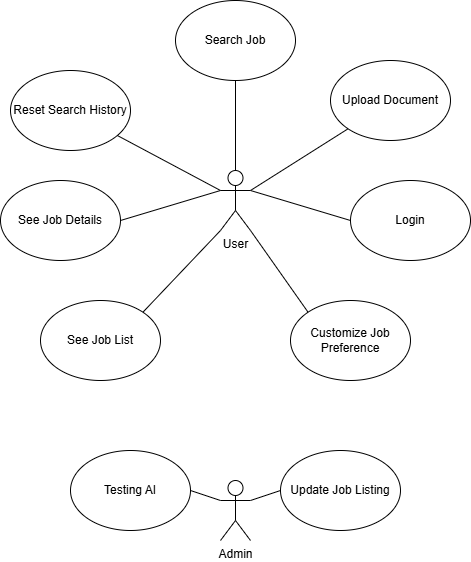 Search Job
Reset Search History
Upload Document
See Job Details
Login
User
See Job List
Customize Job
Preference
Testing AI
Update Job Listing
Admin